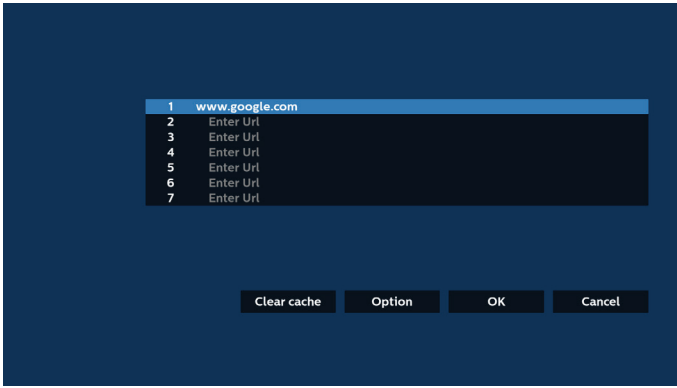 1 www.google.com
2 Enter Url
3 Enter Url
4 Enter Url
5 Enter Url
6 Enter Url
7 Enter Url
Clear cache Option OK Cancel